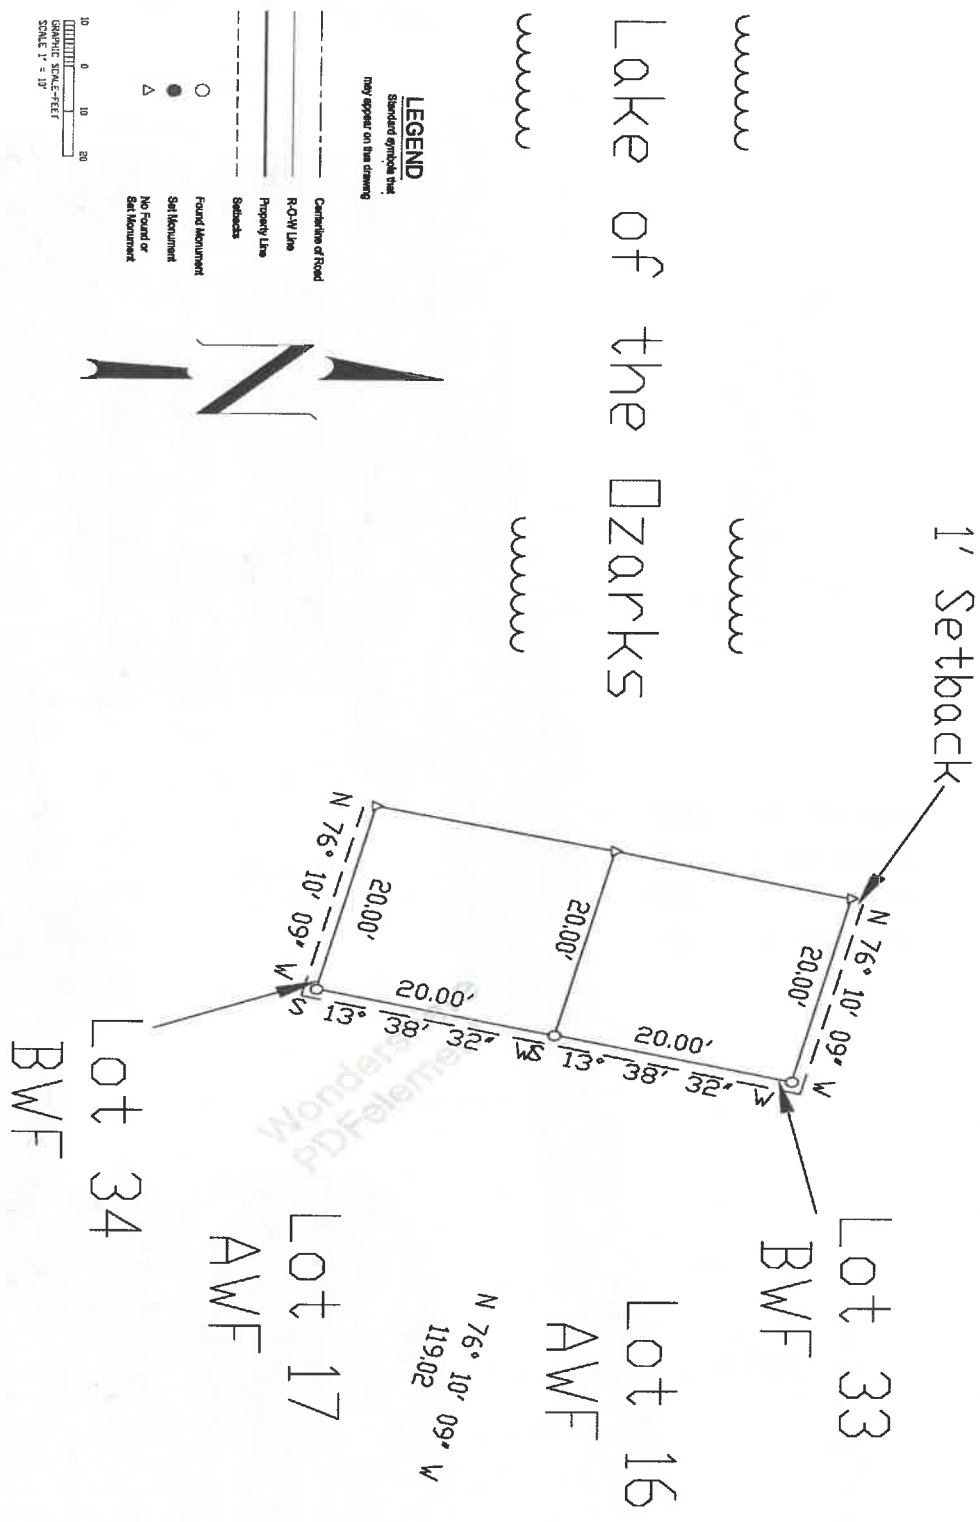 1' Setback
Lake of the Ozarks
LEGEND
Standard symbols that
may appear on this drawing
Centerline of Road
R-O-W Line
Property Line
Setbacks
Found Monument
Set Monument
No Found or
Set Monument
10 0 10 20
GRAPHIC SCALE-FEET
SCALE 1" = 10'
N
N 76° 10' 09" W
20.00'
20.00'
S 13° 38' 32" W
20.00'
20.00'
S 13° 38' 32" W
20.00'
N 76° 10' 09" W
Lot 33
BWF
Lot 16
AWF
N 76° 10' 09" W
119.02
Lot 17
AWF
Lot 34
BWF
Wondershare
PDFelement